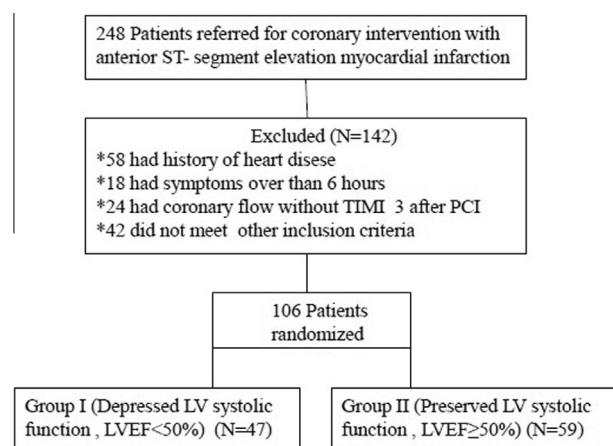 248 Patients referred for coronary intervention with
anterior ST- segment elevation myocardial infarction
Excluded (N=142)
*58 had history of heart disese
*18 had symptoms over than 6 hours
*24 had coronary flow without TIMI 3 after PCI
*42 did not meet other inclusion criteria
106 Patients
randomized
Group I (Depressed LV systolic
function , LVEF<50%) (N=47)
Group II (Preserved LV systolic
function , LVEF≥50%) (N=59)